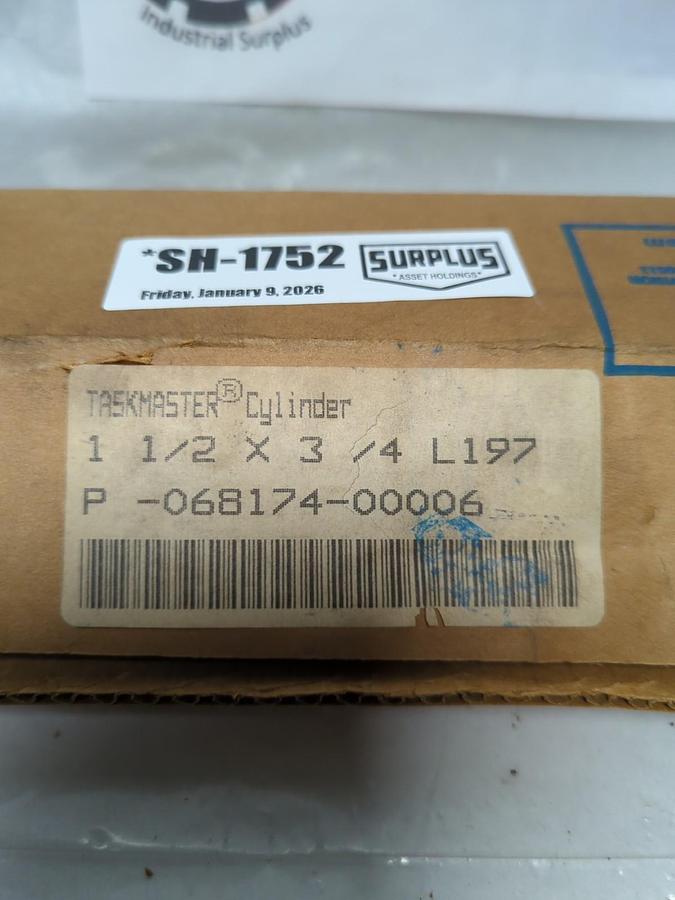 Industrial Surplus
*SH-1752 SURPLUS
*ASSET HOLDINGS*
Friday, January 9, 2026
TASKMASTER® Cylinder
1 1/2 X 3 /4 L197
P -068174-00006